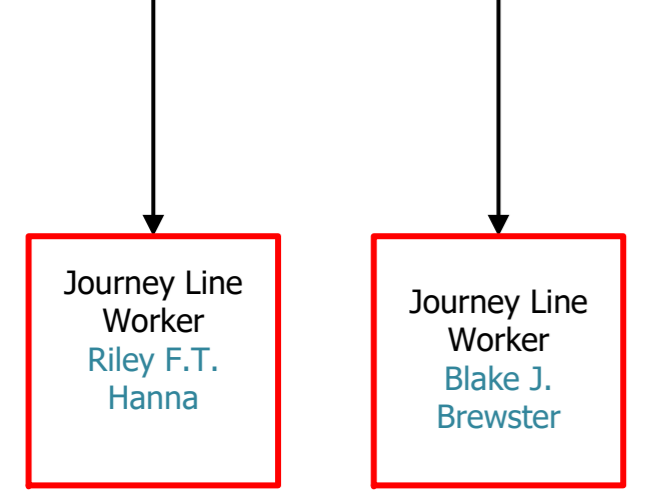 Journey Line
Worker
Riley F.T.
Hanna
Journey Line
Worker
Blake J.
Brewster